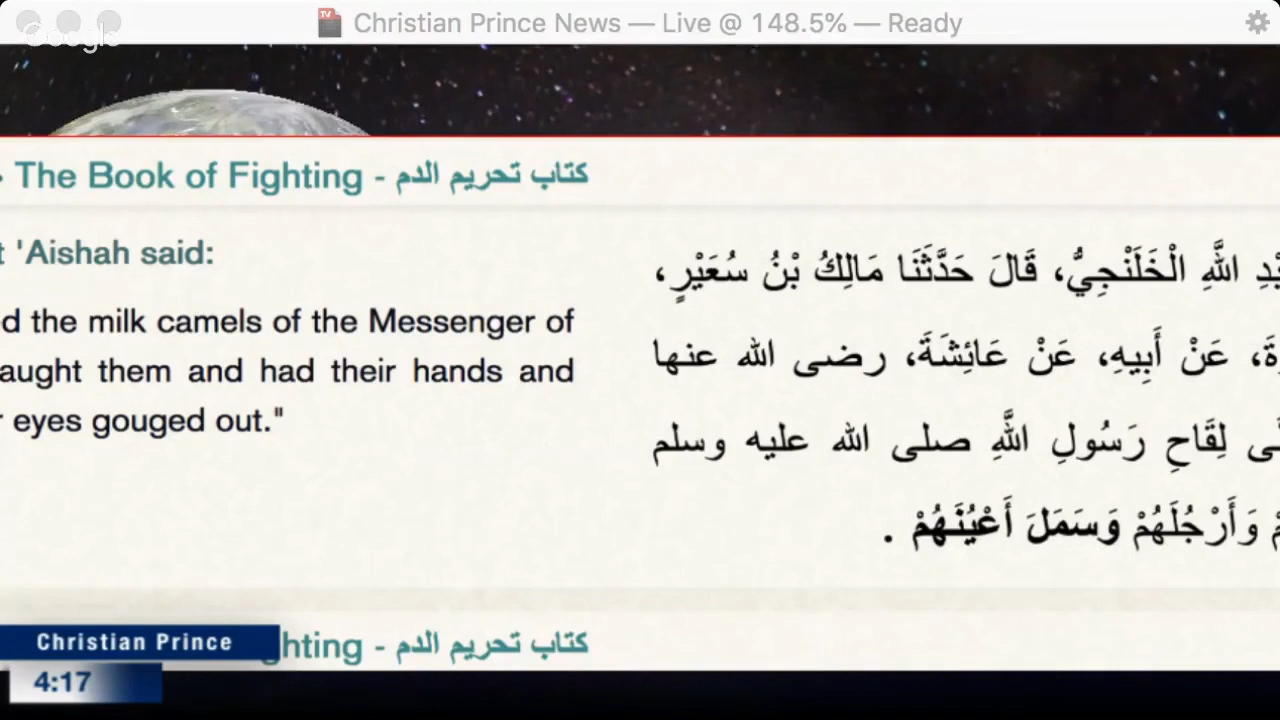 Christian Prince News — Live @ 148.5% — Ready
Google
The Book of Fighting - كتاب تحريم الدم
'Aishah said:
the milk camels of the Messenger of
them and had their hands and
eyes gouged out."
اللَّهِ الْخَلَنْجِيُّ، قَالَ حَدَّثَنَا مَالِكُ بْنُ سُعَيْرٍ،
عَنْ أَبِيهِ، عَنْ عَائِشَةَ، رضى الله عنها
لِقَاحِ رَسُولِ اللَّهِ صلى الله عليه وسلم
وَأَرْجُلَهُمْ وَسَمَلَ أَعْيُنَهُمْ .
Christian Prince
hting - كتاب تحريم الدم
4:17